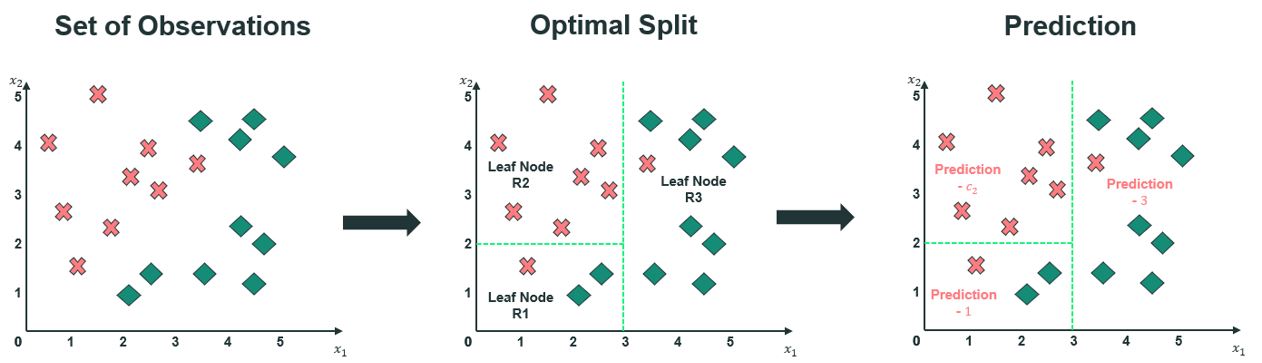 Set of Observations
x₂
5
4
3
2
1
0
1
2
3
4
5
x₁
Optimal Split
x₂
5
4
3
2
1
0
1
2
3
4
5
x₁
Leaf Node
R2
Leaf Node
R3
Leaf Node
R1
Prediction
x₂
5
4
3
2
1
0
1
2
3
4
5
x₁
Prediction
- c₂
Prediction
- 3
Prediction
- 1